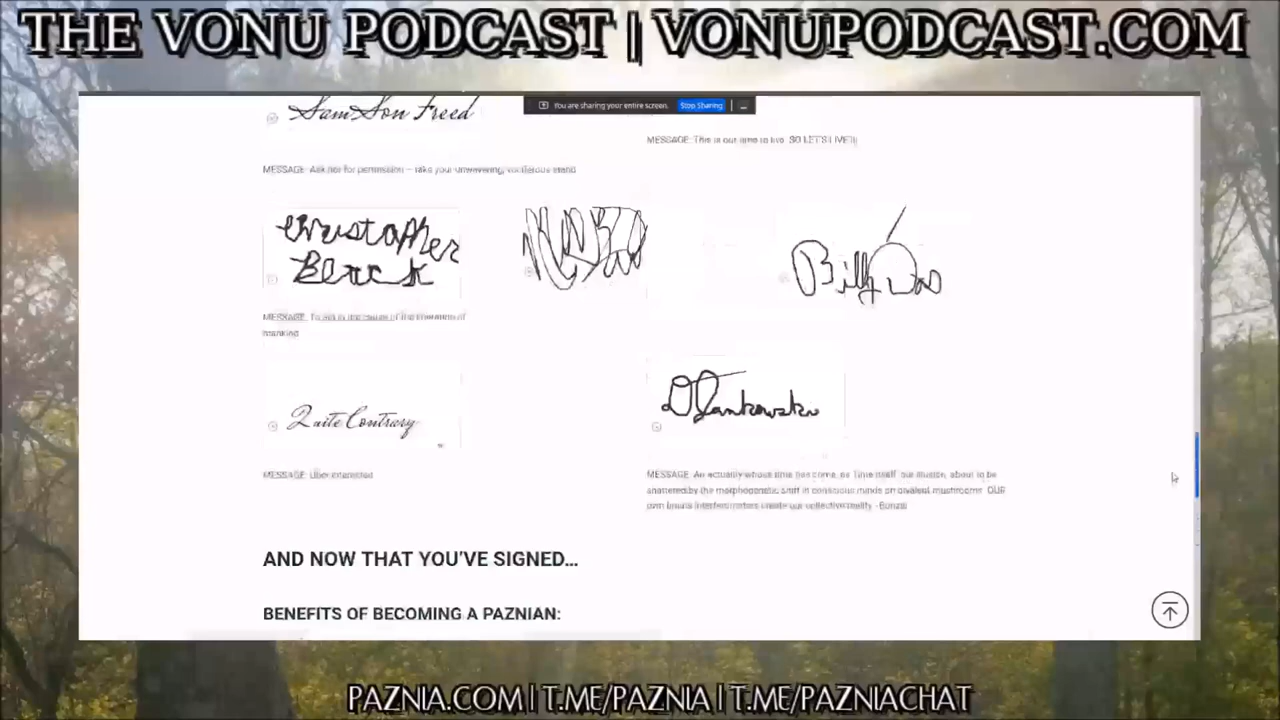 THE VONU PODCAST | VONUPODCAST.COM
SamSon Freed
You are sharing your entire screen. Stop Sharing
MESSAGE: This is our time to live. SO LET'S LIVE!!!
MESSAGE: Ask not for permission – take your unwavering, vociferous stand
Christopher
Black
Billy
MESSAGE: To aid in the cause of the liberation of
mankind
Quite Contrary
MESSAGE: Uber interested
MESSAGE: An actuality whose time has come, as Time itself, our illusion, about to be
shattered by the morphogenetic shift in conscious minds on
mushrooms. OUR
own brains
create our collective reality. -Bonzai
AND NOW THAT YOU'VE SIGNED...
BENEFITS OF BECOMING A PAZNIAN:
PAZNIA.COM | T.ME/PAZNIA | T.ME/PAZNIACHAT